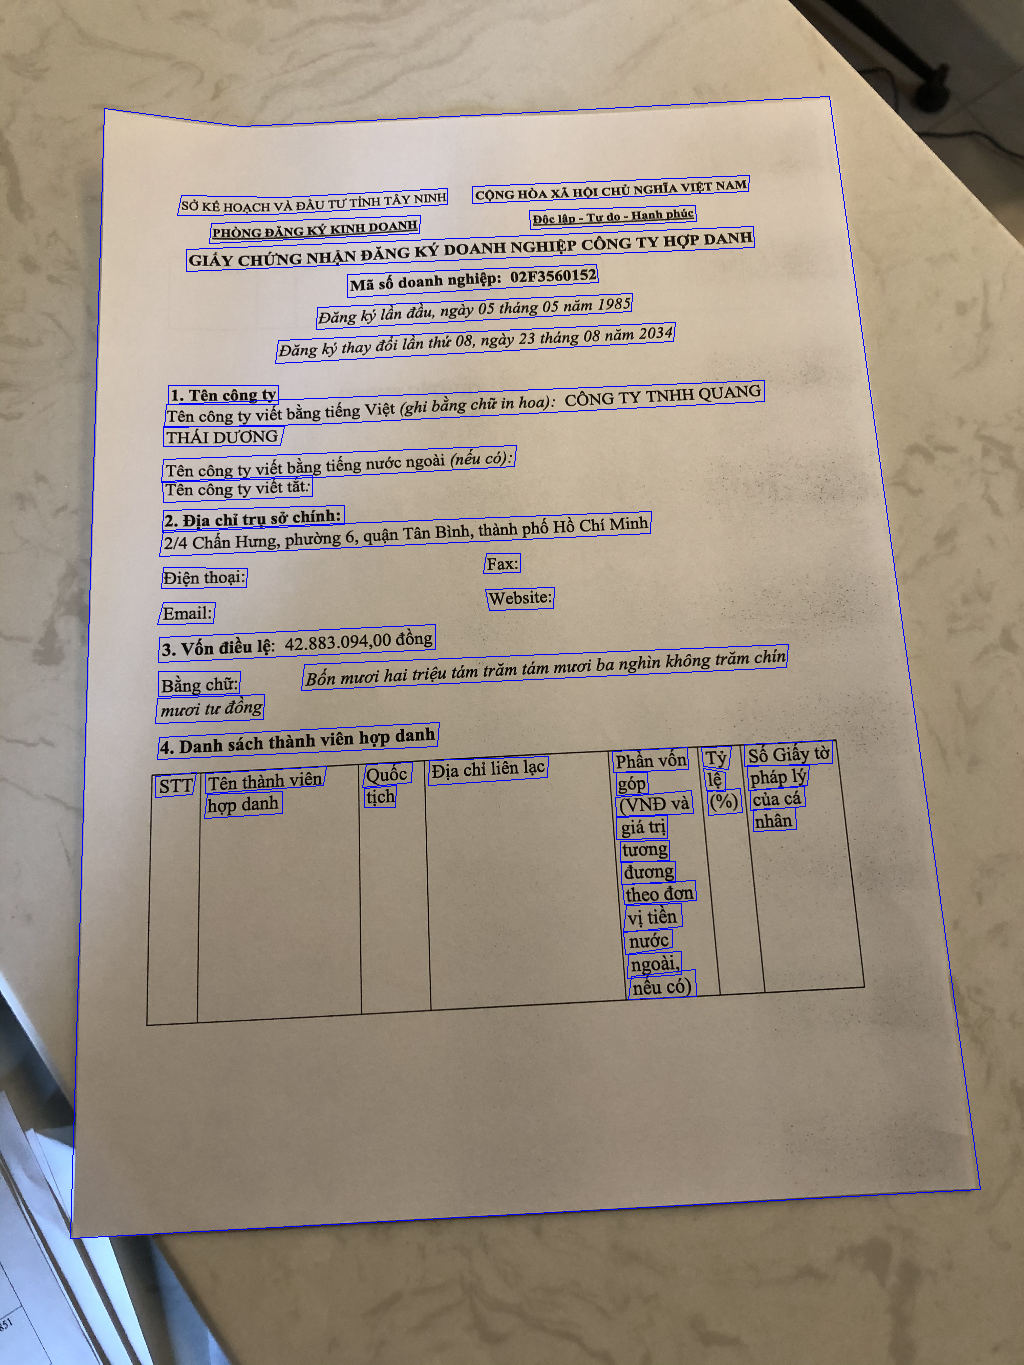 SỞ KẾ HOẠCH VÀ ĐẦU TƯ TỈNH TÂY NINH
PHÒNG ĐĂNG KÝ KINH DOANH
CỘNG HÒA XÃ HỘI CHỦ NGHĨA VIỆT NAM
Độc lập - Tự do - Hạnh phúc
GIẤY CHỨNG NHẬN ĐĂNG KÝ DOANH NGHIỆP CÔNG TY HỢP DANH
Mã số doanh nghiệp: 02F3560152
Đăng ký lần đầu, ngày 05 tháng 05 năm 1985
Đăng ký thay đổi lần thứ 08, ngày 23 tháng 08 năm 2034
1. Tên công ty
Tên công ty viết bằng tiếng Việt (ghi bằng chữ in hoa): CÔNG TY TNHH QUANG
THÁI DƯƠNG
Tên công ty viết bằng tiếng nước ngoài (nếu có):
Tên công ty viết tắt:
2. Địa chỉ trụ sở chính:
2/4 Chấn Hưng, phường 6, quận Tân Bình, thành phố Hồ Chí Minh
Điện thoại:
Fax:
Email:
Website:
3. Vốn điều lệ: 42.883.094,00 đồng
Bằng chữ: Bốn mươi hai triệu tám trăm tám mươi ba nghìn không trăm chín
mươi tư đồng
4. Danh sách thành viên hợp danh
STT
Tên thành viên
hợp danh
Quốc
tịch
Địa chỉ liên lạc
Phần vốn
góp
(VNĐ và
giá trị
tương
đương
theo đơn
vị tiền
nước
ngoài,
nếu có)
Tỷ
lệ
(%)
Số Giấy tờ
pháp lý
của cá
nhân
851